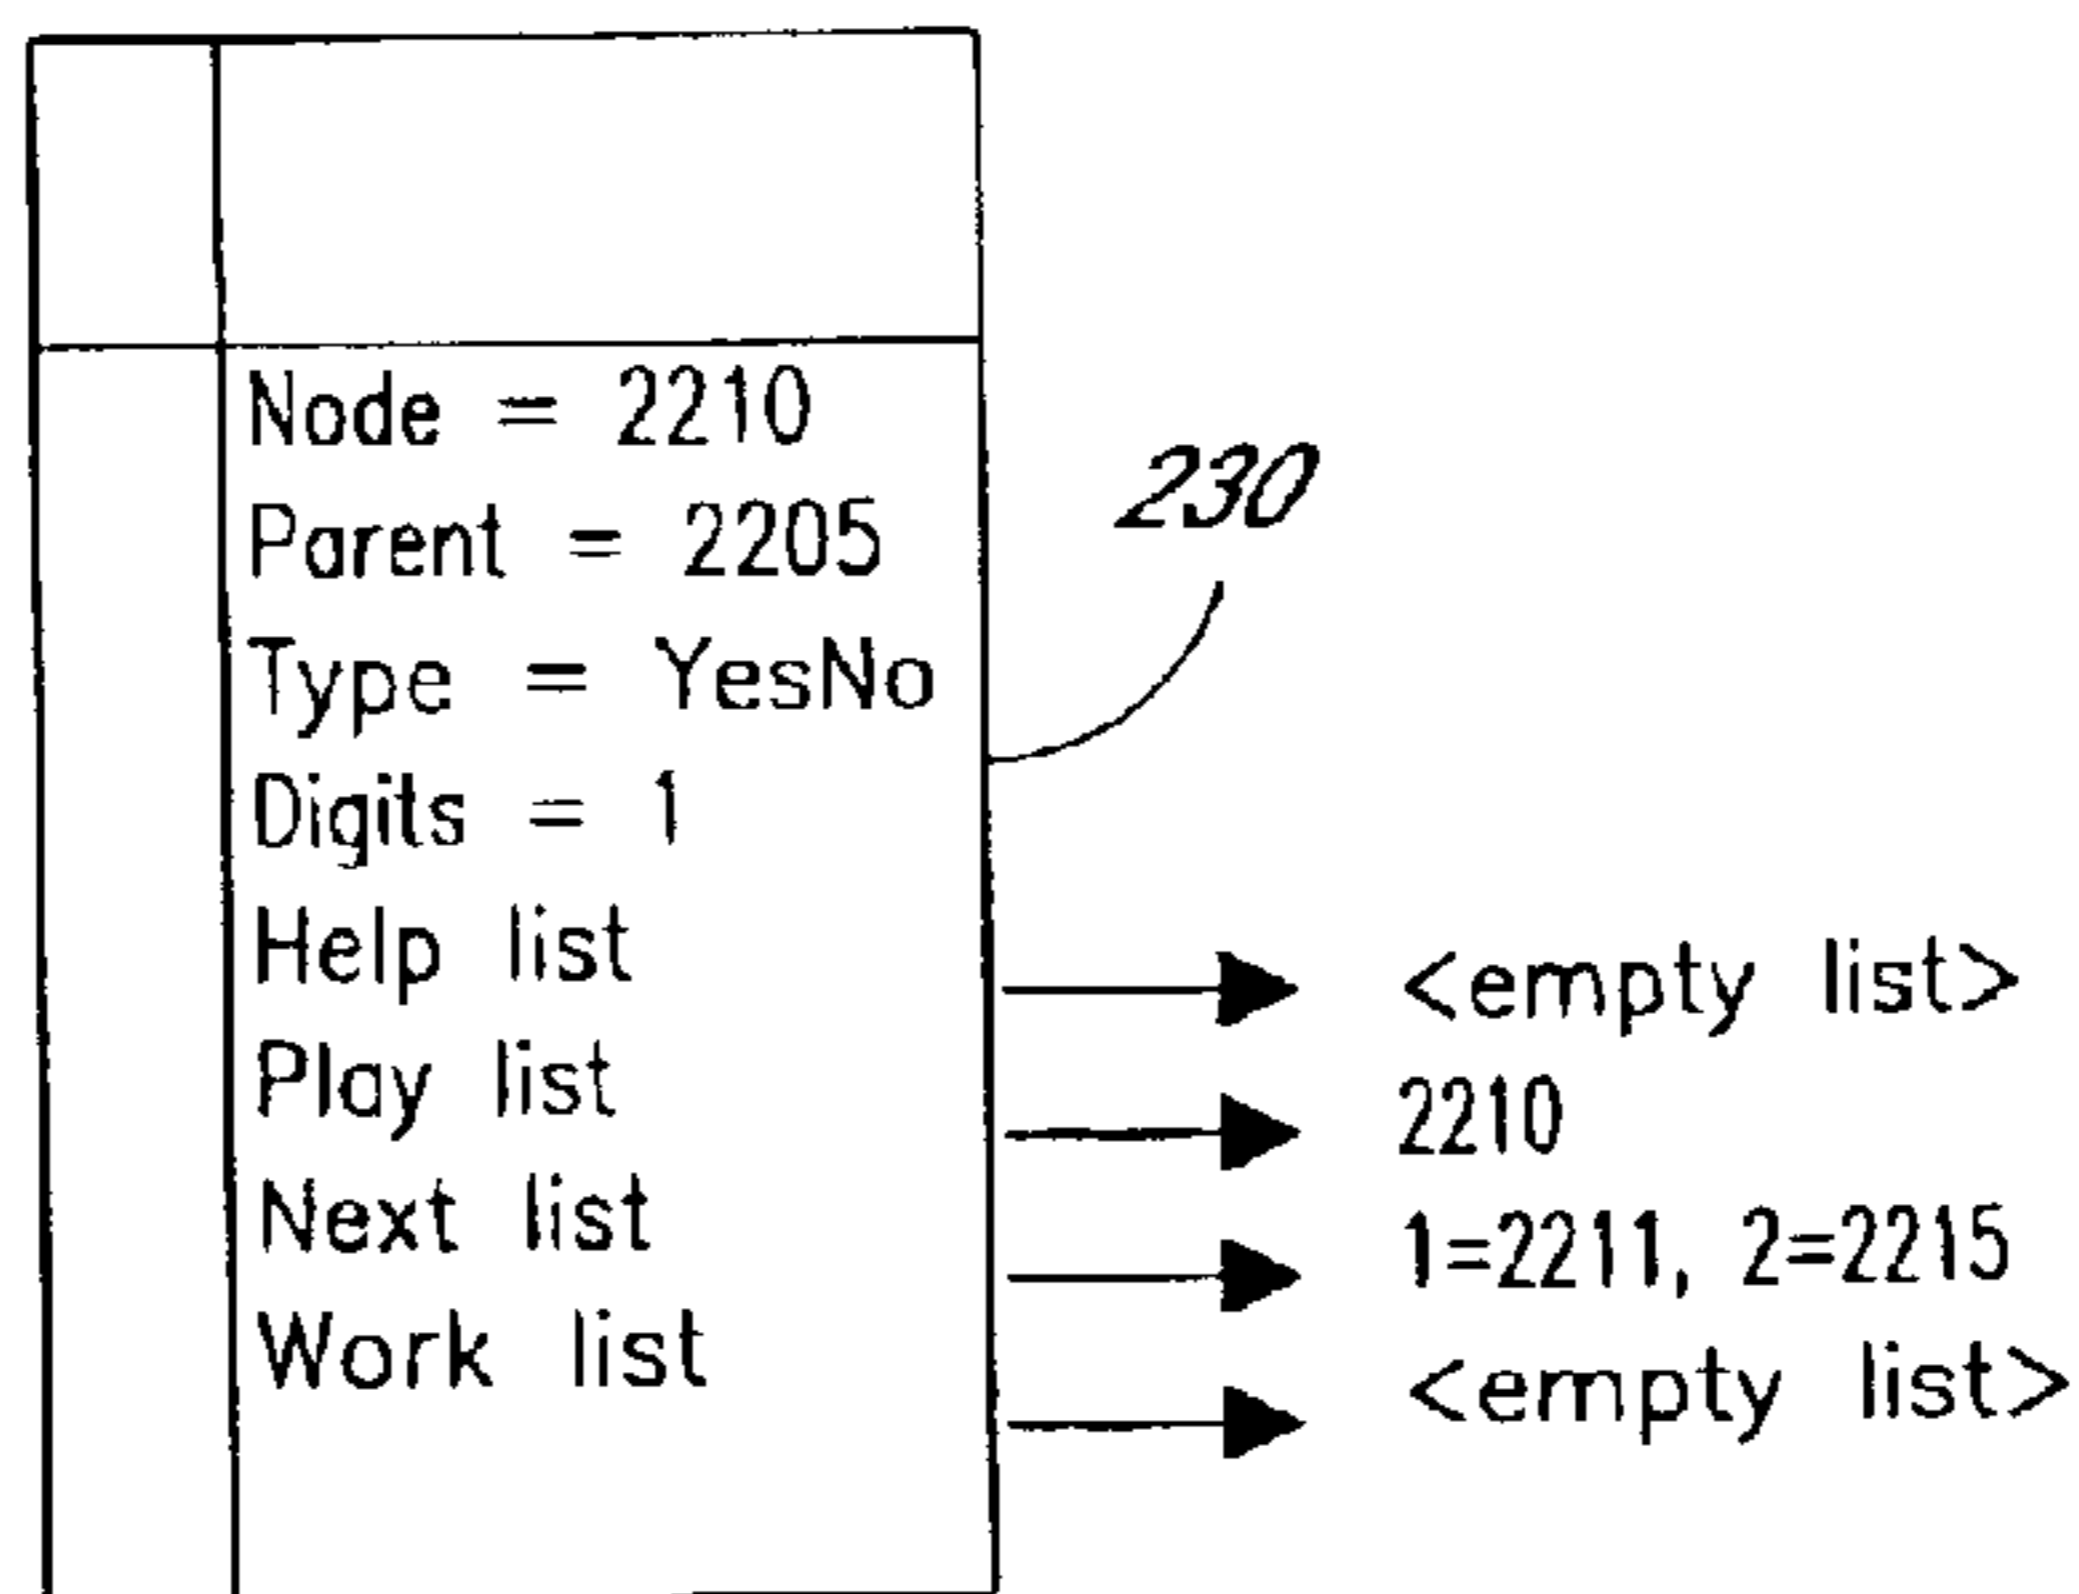 Node = 2210
Parent = 2205
Type = YesNo
Digits = 1
Help list
Play list
Next list
Work list
230
<empty list>
2210
1=2211, 2=2215
<empty list>